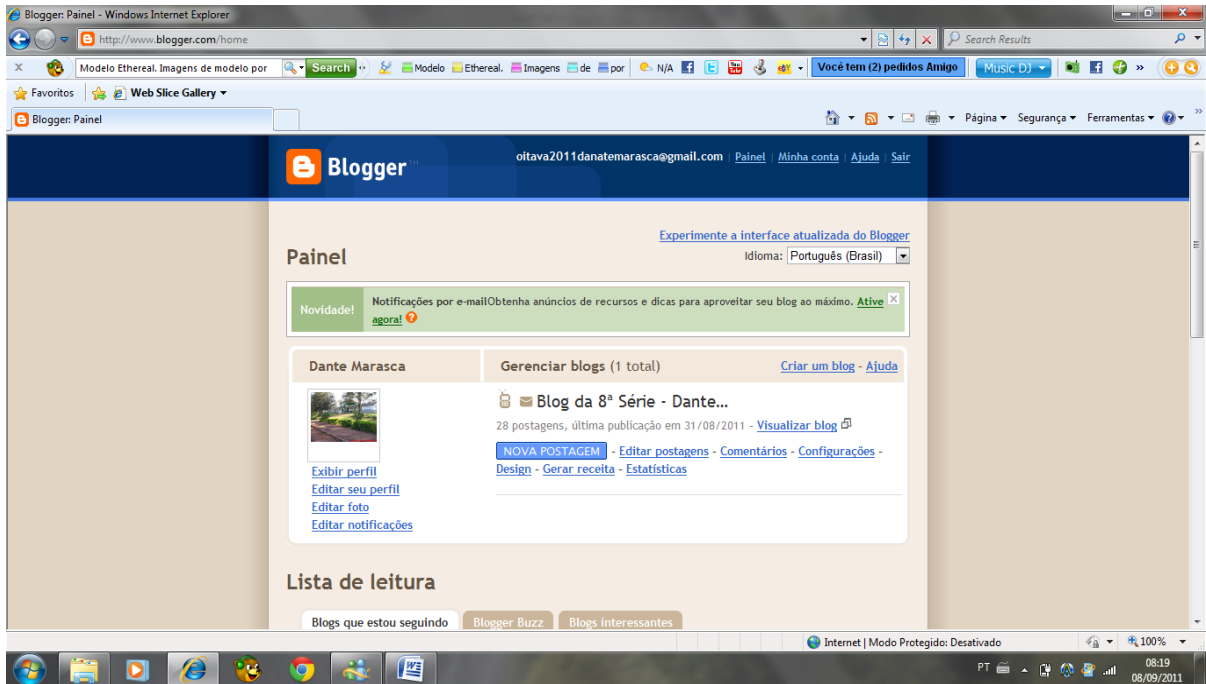 Blogger: Painel - Windows Internet Explorer
http://www.blogger.com/home
Search Results
x Modelo Ethereal. Imagens de modelo por Search Modelo Ethereal. Imagens de por N/A Você tem (2) pedidos Amigo Music DJ »
Favoritos Web Slice Gallery
Blogger: Painel
Página Segurança Ferramentas »
Blogger™
oitava2011danatemarasca@gmail.com | Painel | Minha conta | Ajuda | Sair
Experimente a interface atualizada do Blogger
Painel
Idioma: Português (Brasil)
Novidade!
Notificações por e-mailObtenha anúncios de recursos e dicas para aproveitar seu blog ao máximo. Ative
agora!
Dante Marasca
Gerenciar blogs (1 total)
Criar um blog - Ajuda
Blog da 8ª Série - Dante...
28 postagens, última publicação em 31/08/2011 - Visualizar blog
NOVA POSTAGEM - Editar postagens - Comentários - Configurações -
Design - Gerar receita - Estatísticas
Exibir perfil
Editar seu perfil
Editar foto
Editar notificações
Lista de leitura
Blogs que estou seguindo Blogger Buzz Blogs interessantes
Internet | Modo Protegido: Desativado
100%
PT
08:19
08/09/2011